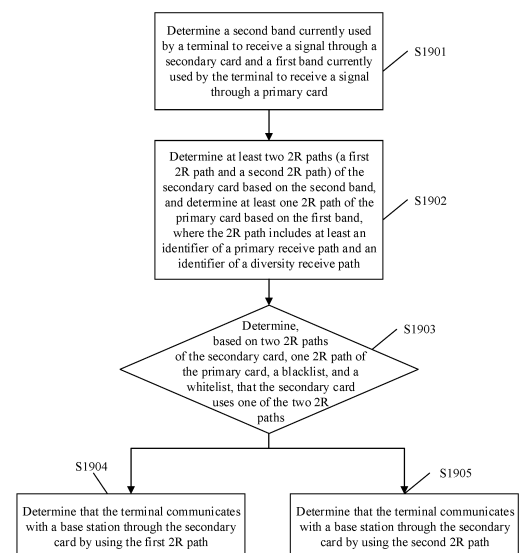 Determine a second band currently used
by a terminal to receive a signal through a
secondary card and a first band currently
used by the terminal to receive a signal
through a primary card
S1901
Determine at least two 2R paths (a first
2R path and a second 2R path) of the
secondary card based on the second band,
and determine at least one 2R path of the
primary card based on the first band,
where the 2R path includes at least an
identifier of a primary receive path and an
identifier of a diversity receive path
S1902
Determine,
based on two 2R paths
of the secondary card, one 2R path of
the primary card, a blacklist, and a
whitelist, that the secondary card
uses one of the two 2R
paths
S1903
S1904
Determine that the terminal communicates
with a base station through the secondary
card by using the first 2R path
S1905
Determine that the terminal communicates
with a base station through the secondary
card by using the second 2R path